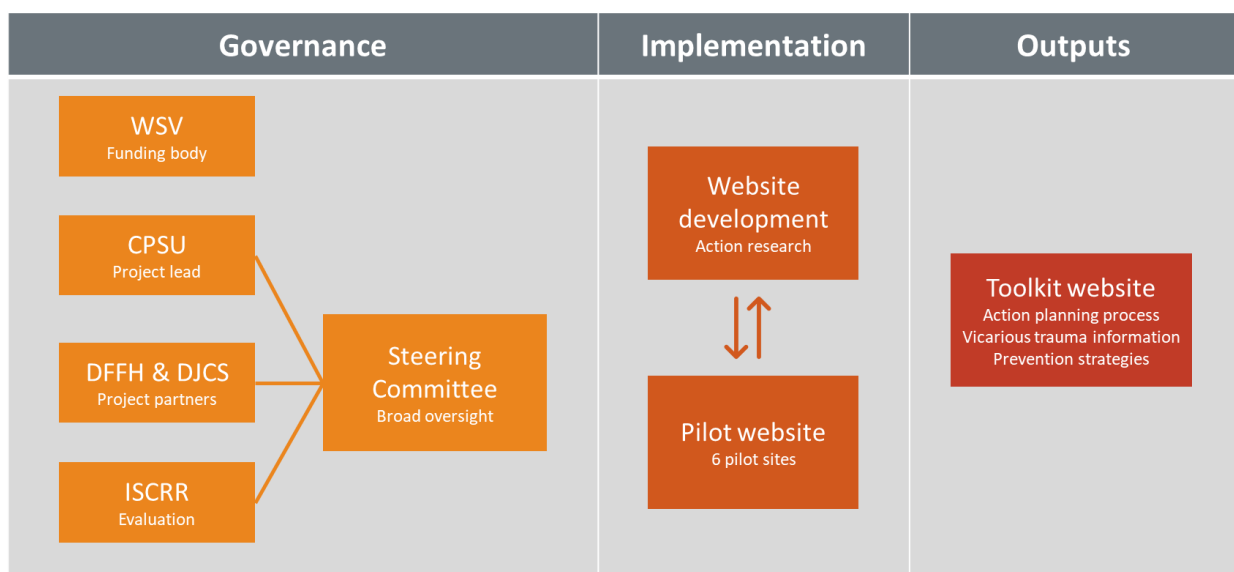 Governance
Implementation
Outputs
WSV
Funding body
CPSU
Project lead
DFFH & DJCS
Project partners
ISCRR
Evaluation
Steering
Committee
Broad oversight
Website
development
Action research
Pilot website
6 pilot sites
Toolkit website
Action planning process
Vicarious trauma information
Prevention strategies